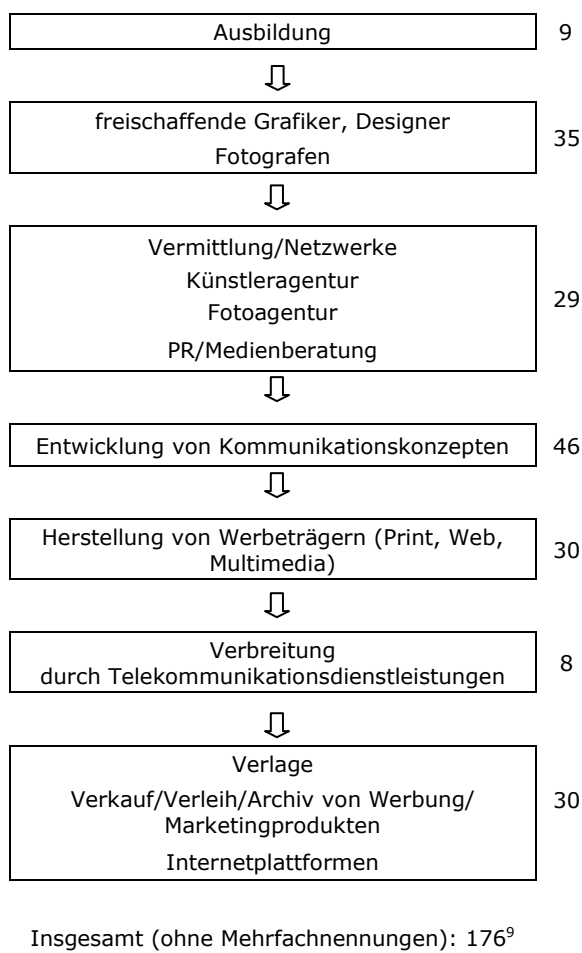 Ausbildung 9
freischaffende Grafiker, Designer
Fotografen
35
Vermittlung/Netzwerke
Künstleragentur
Fotoagentur
PR/Medienberatung
29
Entwicklung von Kommunikationskonzepten 46
Herstellung von Werbeträgern (Print, Web,
Multimedia)
30
Verbreitung
durch Telekommunikationsdienstleistungen
8
Verlage
Verkauf/Verleih/Archiv von Werbung/
Marketingprodukten
Internetplattformen
30
Insgesamt (ohne Mehrfachnennungen): 176⁹